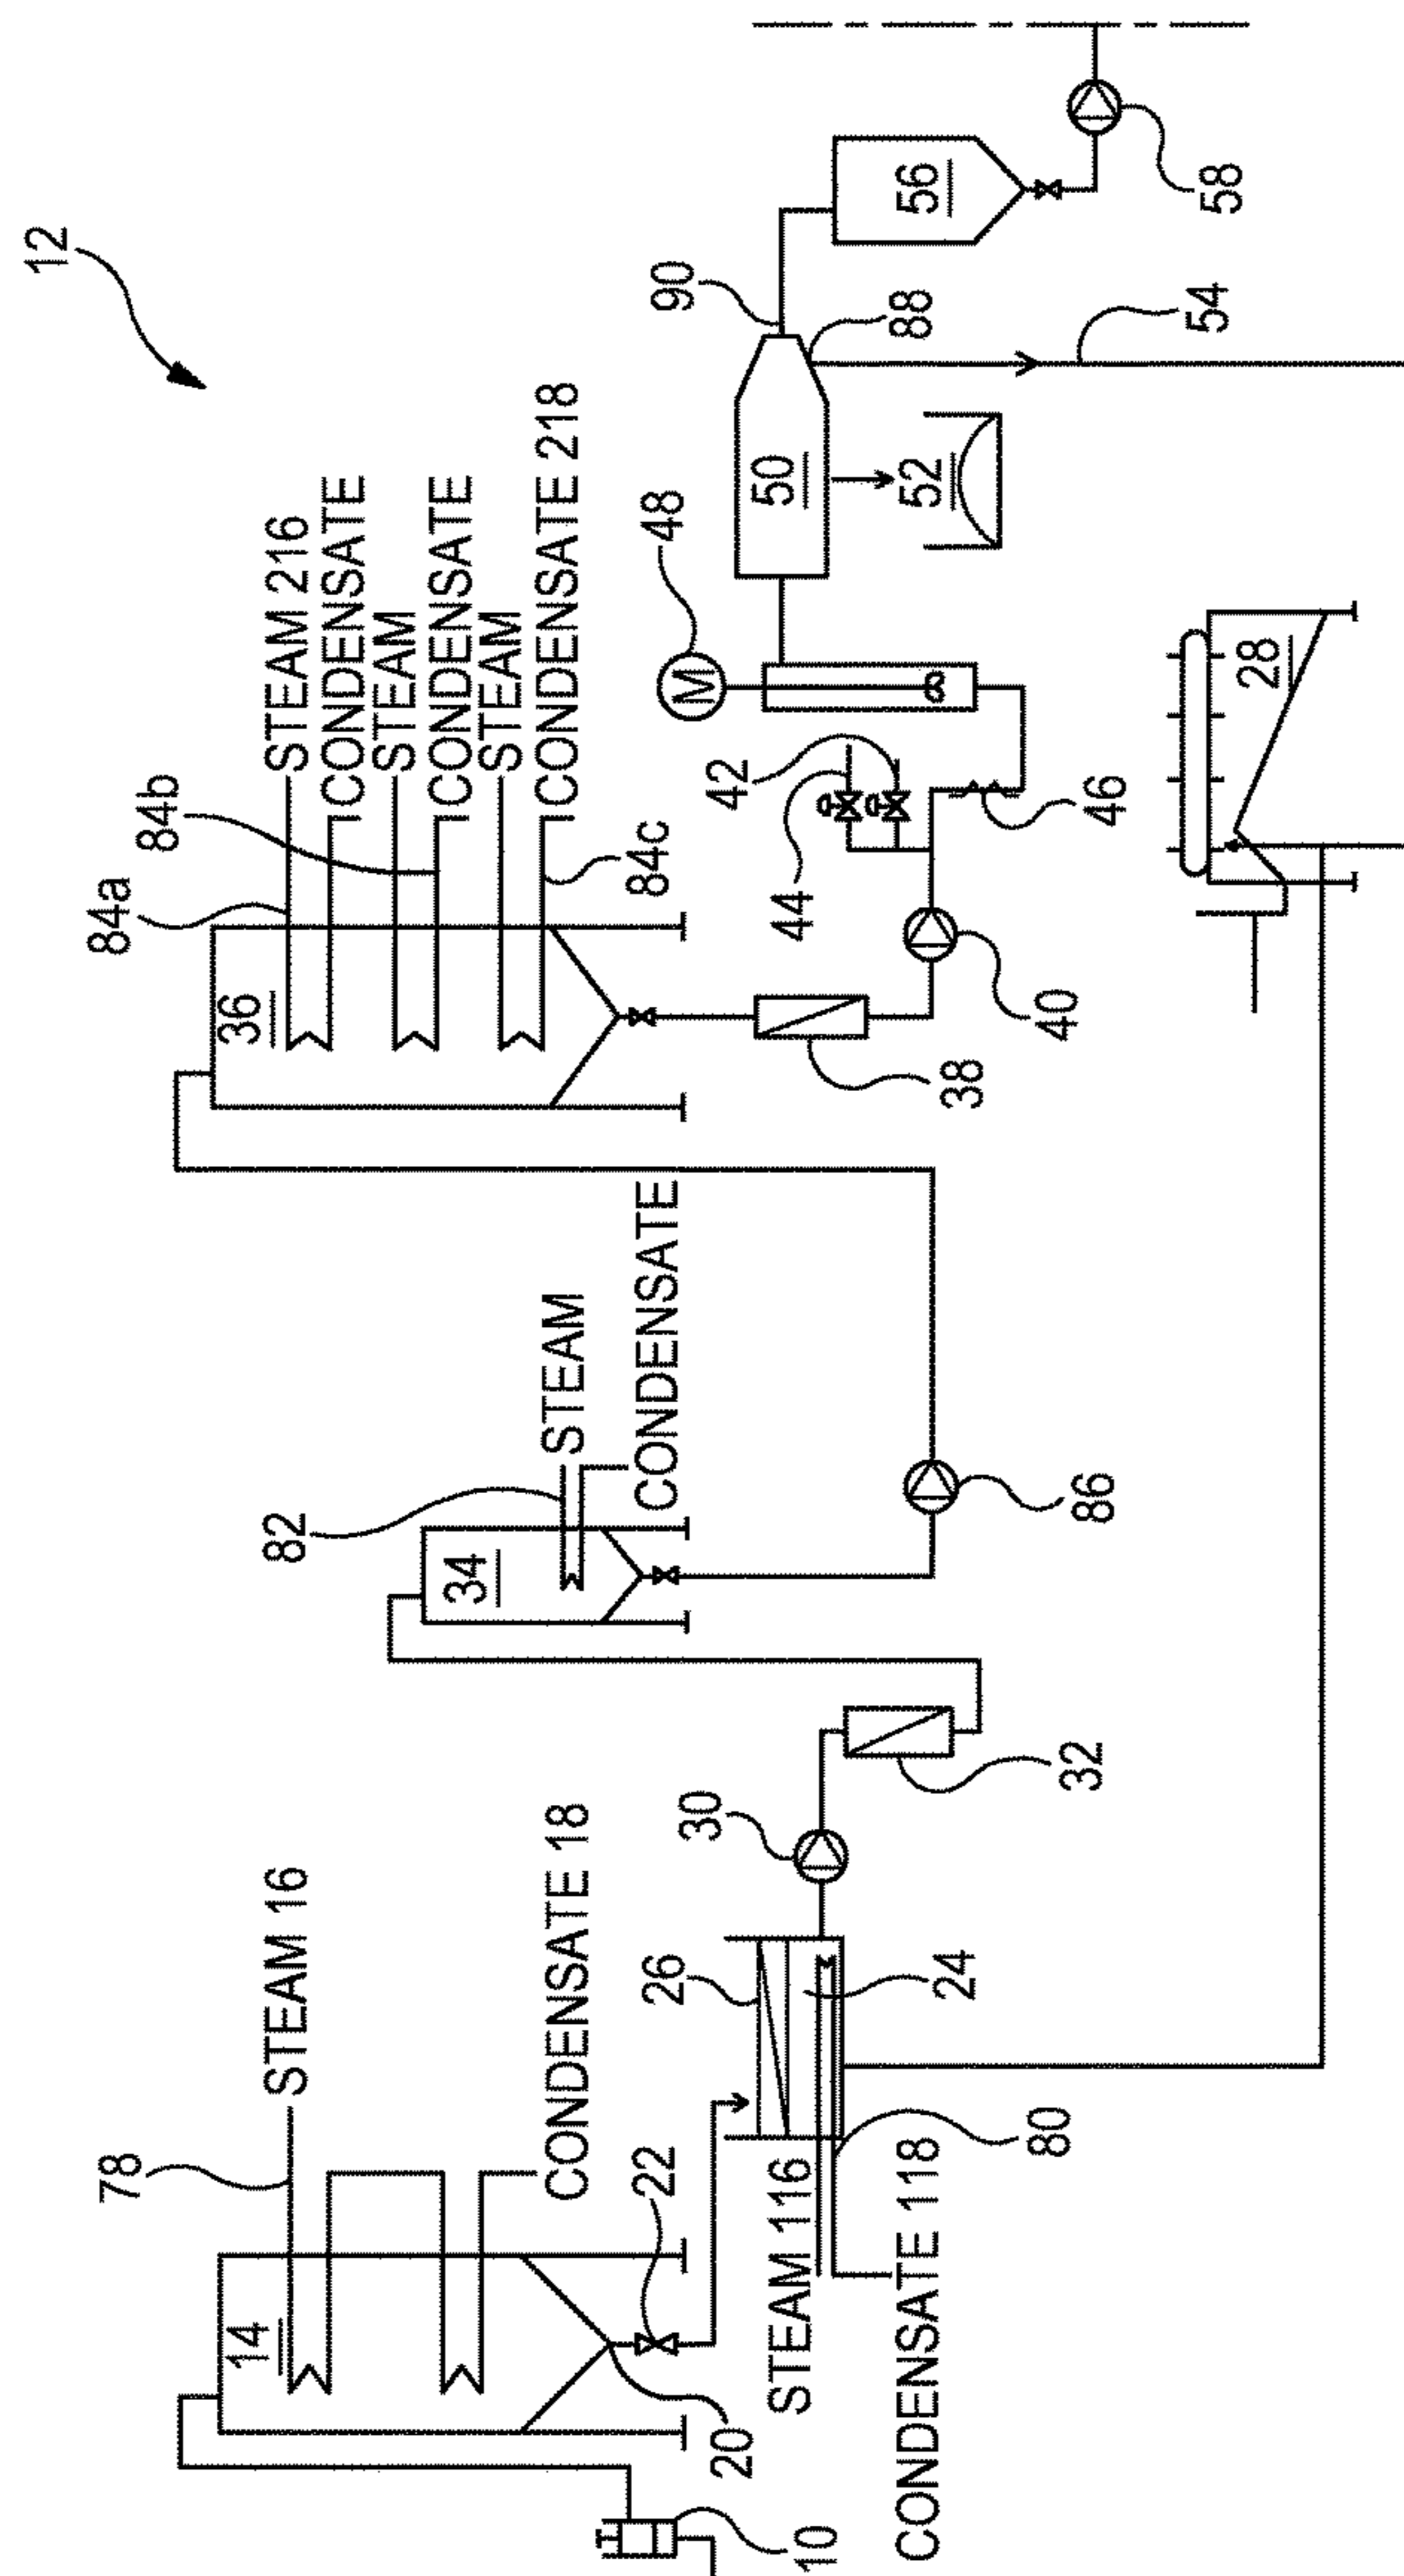 12
STEAM 16
78
14
CONDENSATE 18
22
20
10
STEAM 116
CONDENSATE 118
80
26
24
30
32
34
82
STEAM
CONDENSATE
86
36
84a
84b
84c
STEAM 216
CONDENSATE
STEAM
CONDENSATE
STEAM
CONDENSATE 218
38
40
44
42
46
48
M
50
52
28
90
88
54
56
58